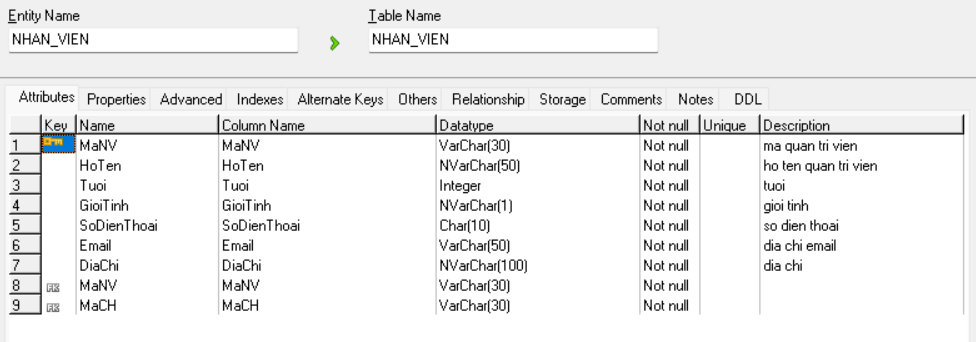 Entity Name Table Name
NHAN_VIEN NHAN_VIEN
Attributes Properties Advanced Indexes Alternate Keys Others Relationship Storage Comments Notes DDL
Key Name Column Name Datatype Not null Unique Description
1 MaNV MaNV VarChar(30) Not null ma quan tri vien
2 HoTen HoTen NVarChar(50) Not null ho ten quan tri vien
3 Tuoi Tuoi Integer Not null tuoi
4 GioiTinh GioiTinh NVarChar(1) Not null gioi tinh
5 SoDienThoai SoDienThoai Char(10) Not null so dien thoai
6 Email Email VarChar(50) Not null dia chi email
7 DiaChi DiaChi NVarChar(100) Not null dia chi
8 FK MaNV MaNV VarChar(30) Not null
9 FK MaCH MaCH VarChar(30) Not null